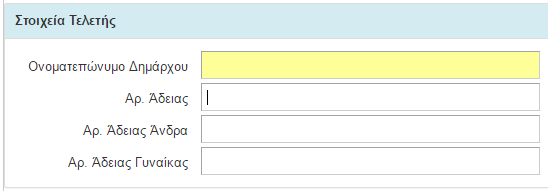 Στοιχεία Τελετής
Ονοματεπώνυμο Δημάρχου
Αρ. Άδειας
Αρ. Άδειας Άνδρα
Αρ. Άδειας Γυναίκας